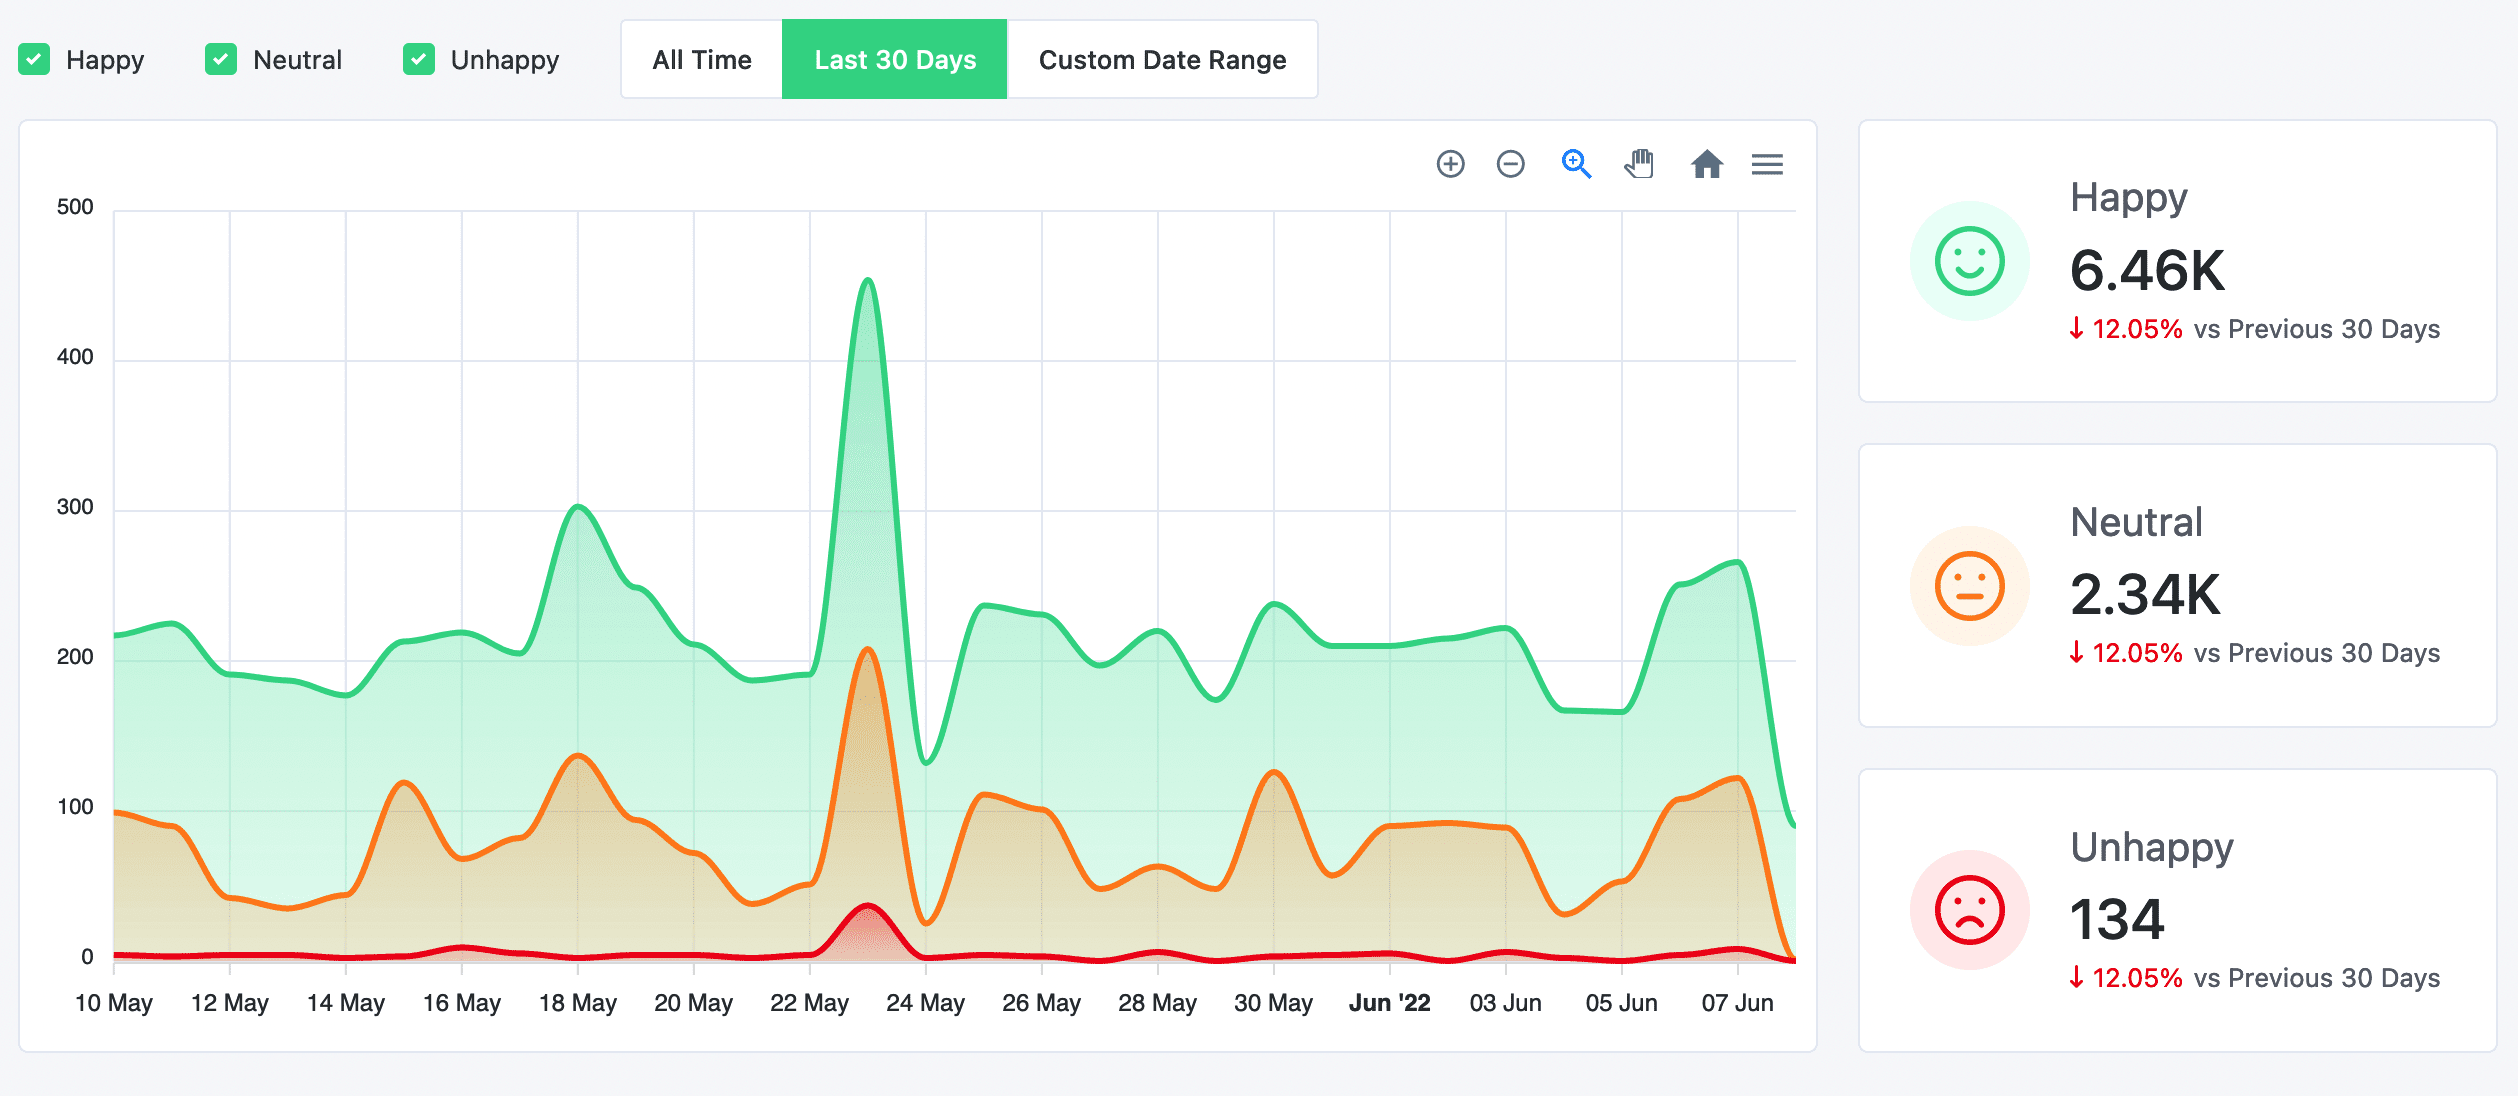 Happy Neutral Unhappy All Time Last 30 Days Custom Date Range
500
400
300
200
100
0
10 May 12 May 14 May 16 May 18 May 20 May 22 May 24 May 26 May 28 May 30 May Jun '22 03 Jun 05 Jun 07 Jun
Happy
6.46K
↓ 12.05% vs Previous 30 Days
Neutral
2.34K
↓ 12.05% vs Previous 30 Days
Unhappy
134
↓ 12.05% vs Previous 30 Days